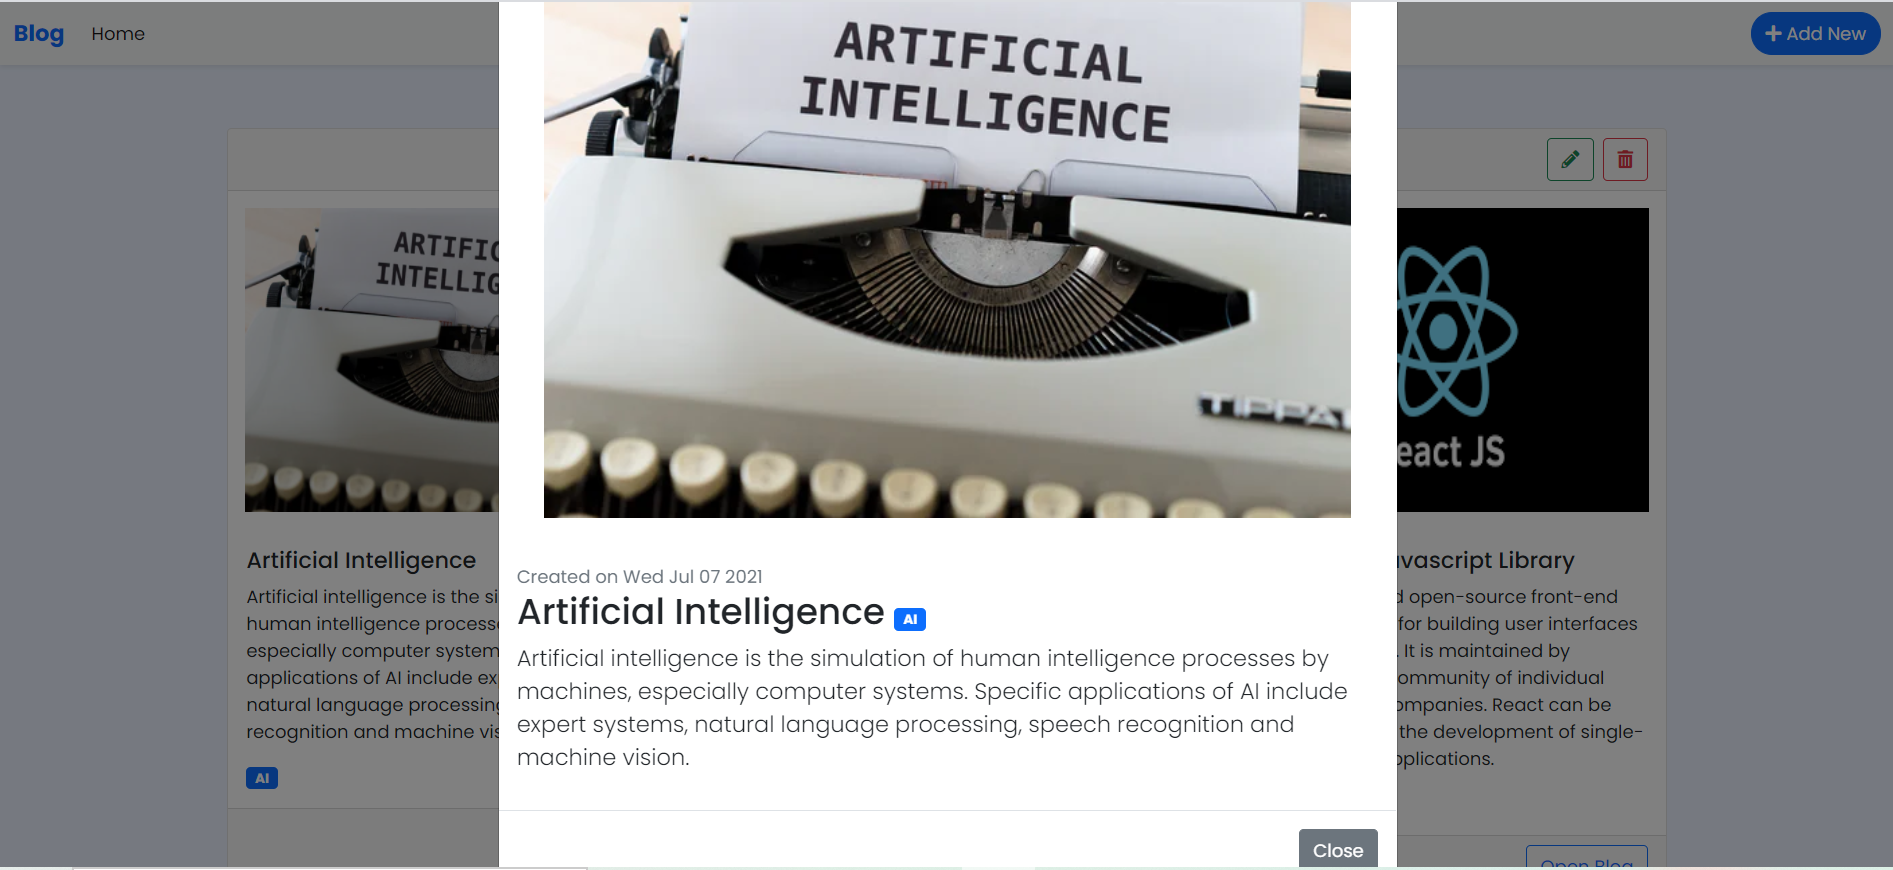 Blog Home
Add New
ARTIFICIAL
INTELLIGENCE
TIPPA
Created on Wed Jul 07 2021
Artificial Intelligence AI
Artificial intelligence is the simulation of human intelligence processes by
machines, especially computer systems. Specific applications of AI include
expert systems, natural language processing, speech recognition and
machine vision.
Close
ARTIFIC
INTELLIG
Artificial Intelligence
Artificial intelligence is the si
human intelligence process
especially computer system
applications of AI include ex
natural language processing
recognition and machine vis
AI
eact JS
vascript Library
d open-source front-end
for building user interfaces
. It is maintained by
ommunity of individual
ompanies. React can be
the development of single-
plications.
Open Blog